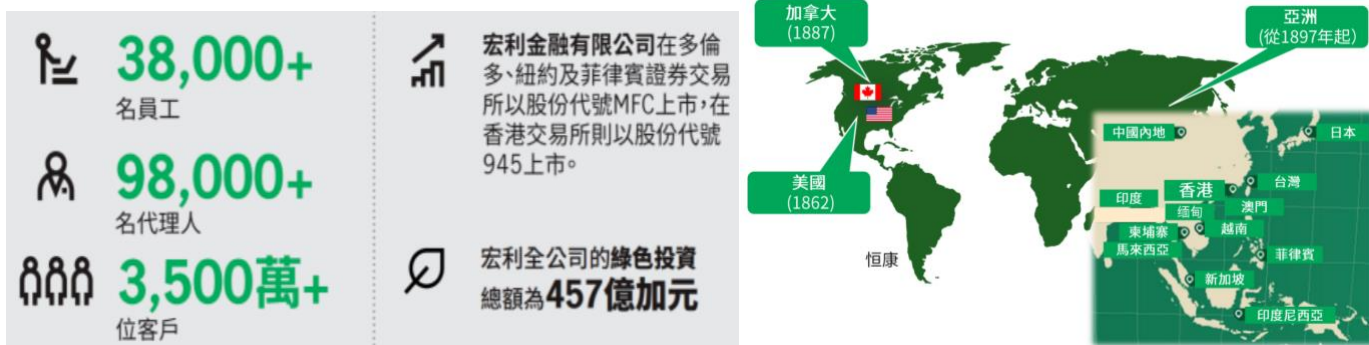 38,000+
名員工
98,000+
名代理人
3,500萬+
位客戶
宏利金融有限公司在多倫
多、紐約及菲律賓證券交易
所以股份代號MFC上市，在
香港交易所則以股份代號
945上市。
宏利全公司的綠色投資
總額為457億加元
加拿大
(1887)
亞洲
(從1897年起)
美國
(1862)
恒康
中國內地
日本
台灣
香港
印度
澳門
缅甸
柬埔寨
越南
馬來西亞
菲律賓
新加坡
印度尼西亞